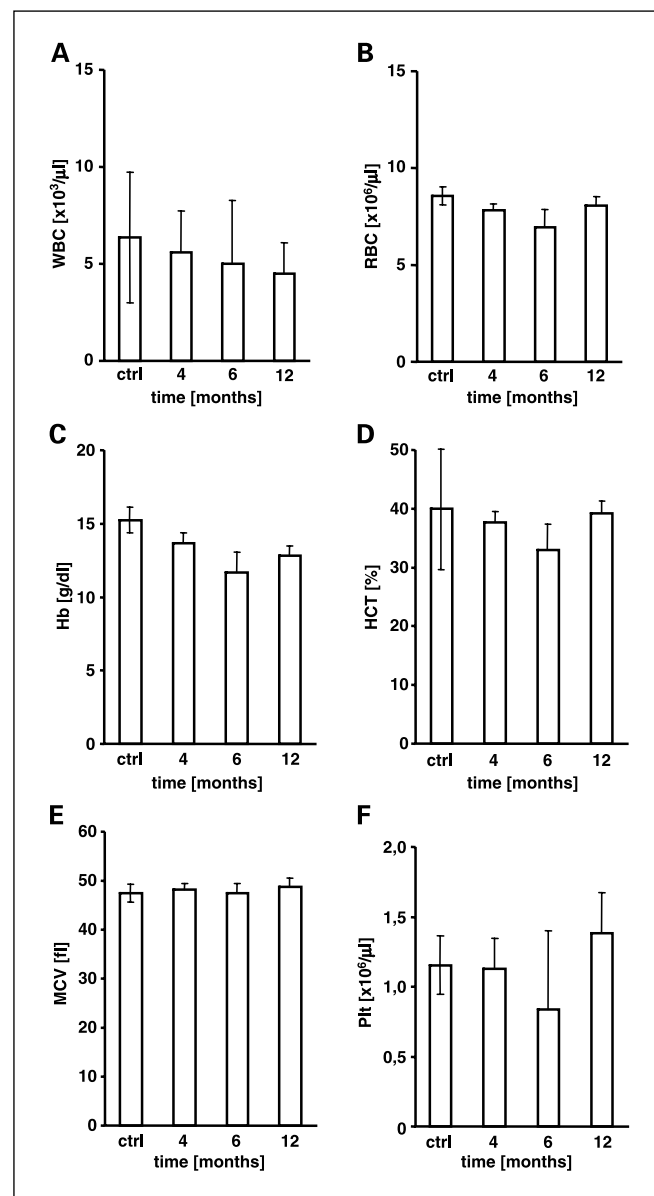 A
15
10
5
0
WBC [x10³/µl]
ctrl 4 6 12
time [months]
B
15
10
5
0
RBC [x10⁶/µl]
ctrl 4 6 12
time [months]
C
20
15
10
5
0
Hb [g/dl]
ctrl 4 6 12
time [months]
D
50
40
30
20
10
0
HCT [%]
ctrl 4 6 12
time [months]
E
60
50
40
30
20
10
0
MCV [fl]
ctrl 4 6 12
time [months]
F
2,0
1,5
1,0
0,5
0
Plt [x10⁶/µl]
ctrl 4 6 12
time [months]